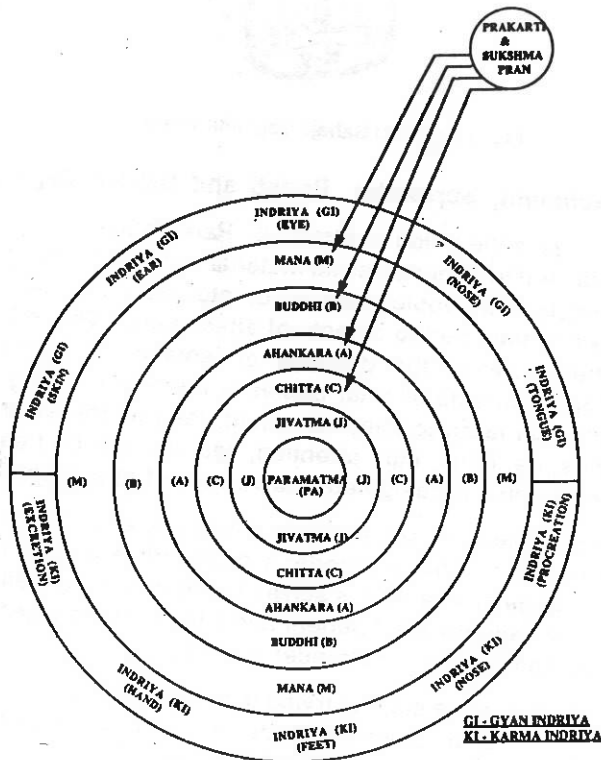 PRAKARTI
&
SUKSHMA
PRAN
INDRIYA (GI)
(EYE)
INDRIYA (GI)
(EAR)
INDRIYA (GI)
(NOSE)
INDRIYA (GI)
(SKIN)
INDRIYA (GI)
(TONGUE)
MANA (M)
BUDDHI (B)
AHANKARA (A)
CHITTA (C)
JIVATMA (J)
(M) (B) (A) (C) (J) PARAMATMA (J) (C) (A) (B) (M)
(PA)
JIVATMA (J)
CHITTA (C)
AHANKARA (A)
BUDDHI (B)
MANA (M)
INDRIYA (KI)
(EXCRETION)
INDRIYA (KI)
(PROCREATION)
INDRIYA (KI)
(HAND)
INDRIYA (KI)
(NOSE)
INDRIYA (KI)
(FEET)
GI - GYAN INDRIYA
KI - KARMA INDRIYA